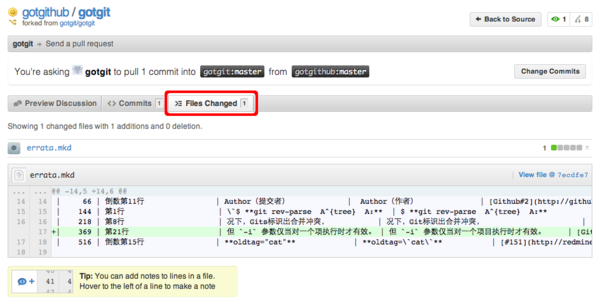 gotgithub / gotgit
forked from gotgit/gotgit
Back to Source
1
8
gotgit → Send a pull request
You're asking gotgit to pull 1 commit into gotgit:master from gotgithub:master
Change Commits
Preview Discussion
Commits 1
Files Changed 1
Showing 1 changed files with 1 additions and 0 deletion.
errata.mkd
1
errata.mkd
View file @ 7ecdfe7
... ... @@ -14,5 +14,6 @@
14 14 | 66 | 倒数第11行 | Author（提交者） | Author（作者） | [Github#2](http://githu
15 15 | 144 | 第1行 | \`$ **git rev-parse A^{tree} A:** | $ **git rev-parse A^{tree} A:**
16 16 | 218 | 第8行 | 况下，Gits标识出合并冲突， | 况下，Git标识出合并冲突， |
17 +| 369 | 第21行 | 但 `-i` 参数仅当对一个项执行时才有效。 | 但 `-i` 参数仅当对一个项目执行时才有效。 | [Git
17 18 | 516 | 倒数第15行 | **oldtag="cat"** | **oldtag=\`cat\`** | [#151](http://redmine
18 19
Tip: You can add notes to lines in a file.
Hover to the left of a line to make a note
40 4
41 4
42 4